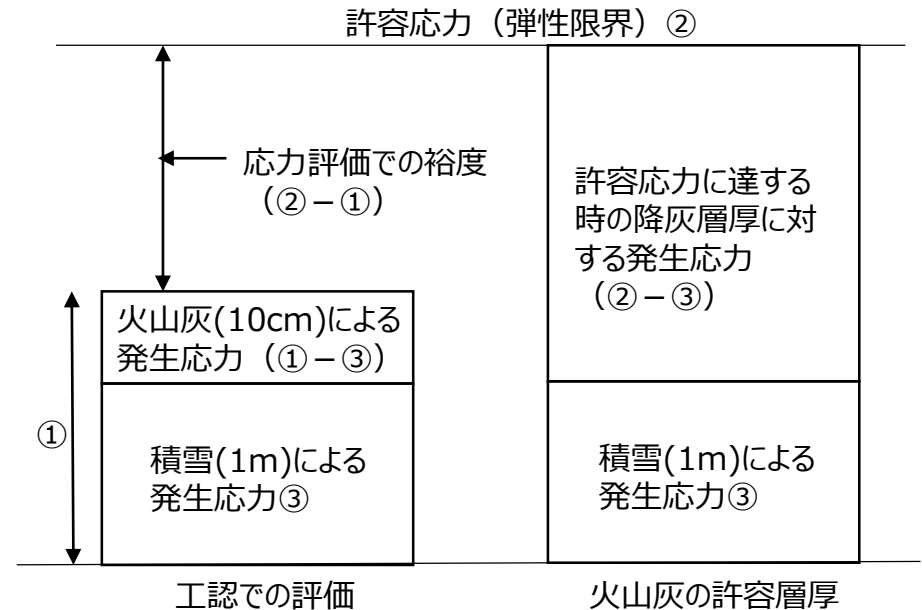 許容応力（弾性限界）②
応力評価での裕度
（②－①）
許容応力に達する
時の降灰層厚に対
する発生応力
（②－③）
火山灰(10cm)による
発生応力（①－③）
①
積雪(1m)による
発生応力③
積雪(1m)による
発生応力③
工認での評価
火山灰の許容層厚